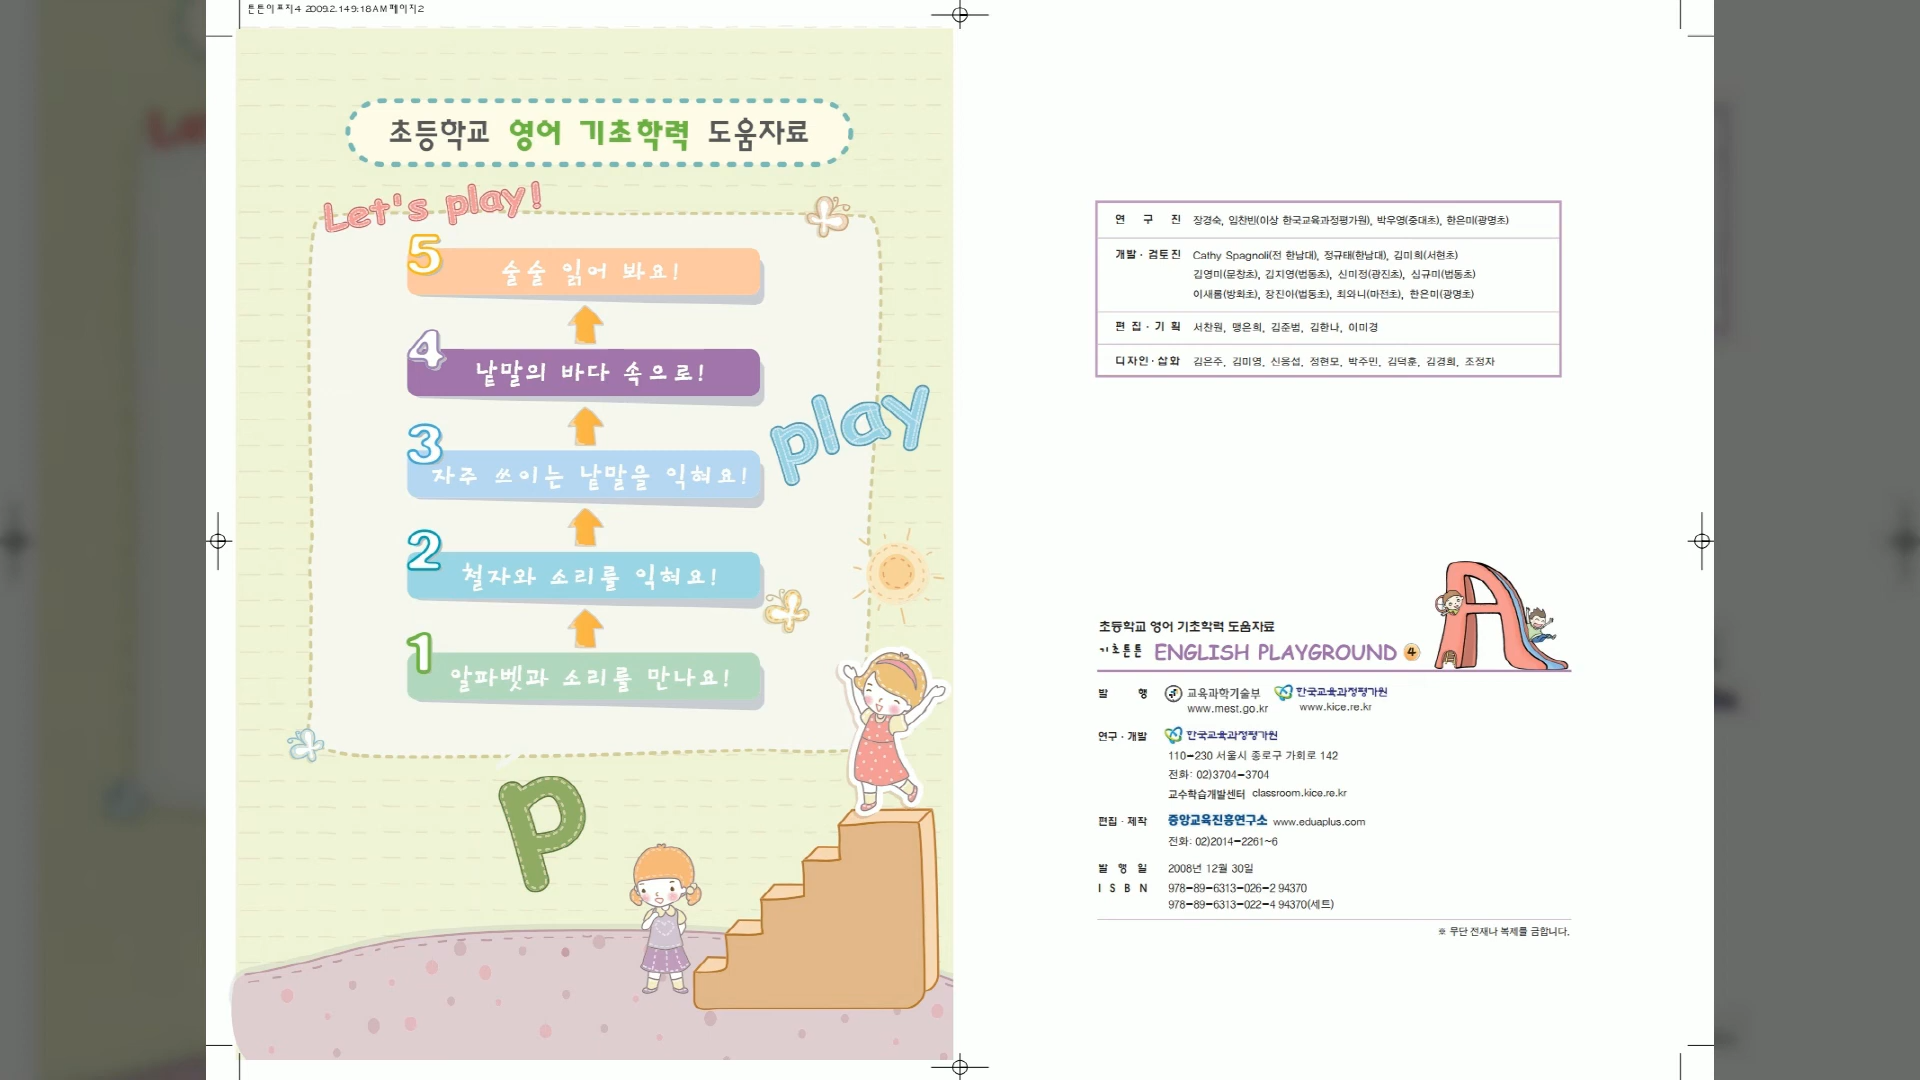 튼튼이표지4 2009.2.14 9:18 AM 페이지2
초등학교 영어 기초학력 도움자료
Let's play!
5
술술 읽어 봐요!
4
낱말의 바다 속으로!
3
자주 쓰이는 낱말을 익혀요!
play
2
철자와 소리를 익혀요!
1
알파벳과 소리를 만나요!
p
연 구 진 장경숙, 임찬빈(이상 한국교육과정평가원), 박우영(중대초), 한은미(광명초)
개발·검토진 Cathy Spagnoli(전 한남대), 정규태(한남대), 김미희(서현초)
김영미(문창초), 김지영(번동초), 신미정(광진초), 심규미(번동초)
이새롬(방화초), 장진아(번동초), 최와니(마전초), 한은미(광명초)
편집·기획 서찬원, 맹은희, 김준범, 김한나, 이미경
디자인·삽화 김은주, 김미영, 신응섭, 정현모, 박주민, 김덕훈, 김경희, 조정자
A
초등학교 영어 기초학력 도움자료
기초튼튼 ENGLISH PLAYGROUND 4
발 행 교육과학기술부 한국교육과정평가원
www.mest.go.kr www.kice.re.kr
연구·개발 한국교육과정평가원
110-230 서울시 종로구 가회로 142
전화: 02)3704-3704
교수학습개발센터 classroom.kice.re.kr
편집·제작 중앙교육진흥연구소 www.eduaplus.com
전화: 02)2014-2261~6
발 행 일 2008년 12월 30일
I S B N 978-89-6313-026-2 94370
978-89-6313-022-4 94370(세트)
※ 무단 전재나 복제를 금합니다.